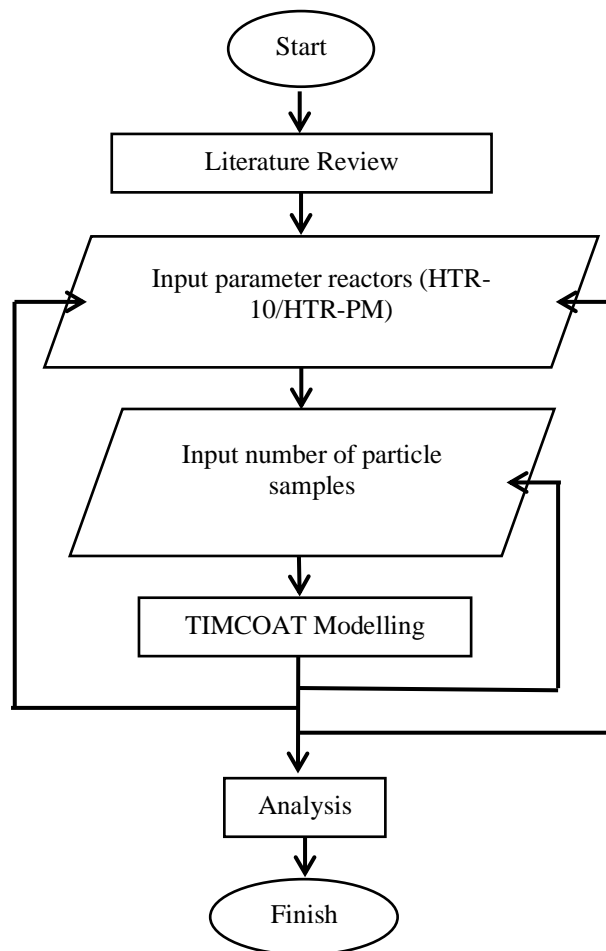 Start
Literature Review
Input parameter reactors (HTR-
10/HTR-PM)
Input number of particle
samples
TIMCOAT Modelling
Analysis
Finish